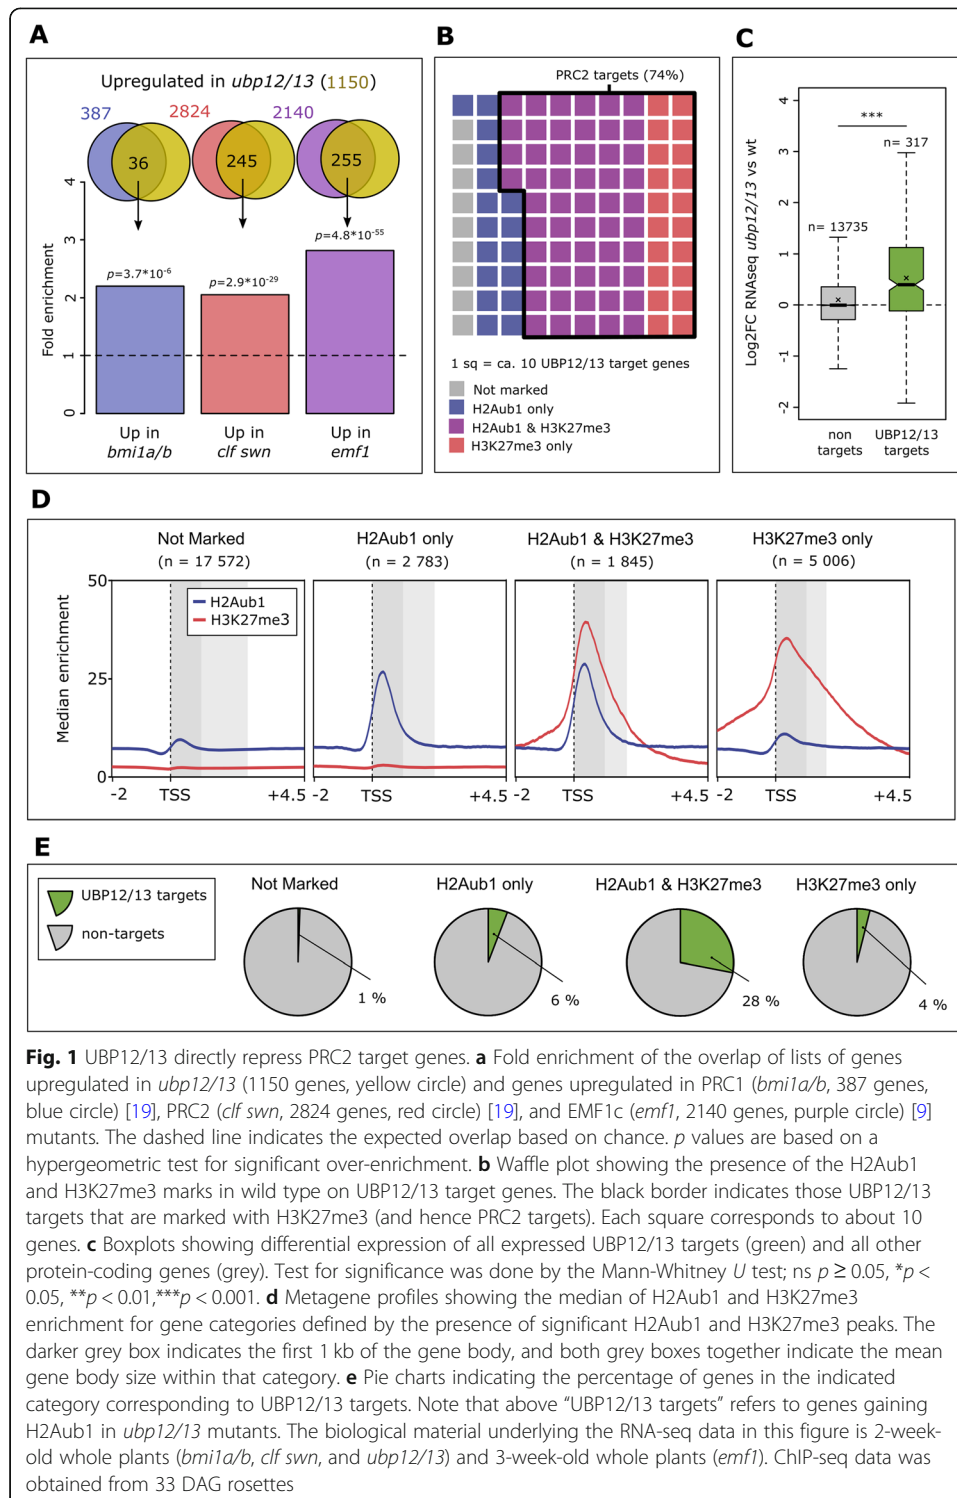 A
Upregulated in ubp12/13 (1150)
387 2824 2140
36 245 255
p=3.7*10-6
p=2.9*10-29
p=4.8*10-55
Fold enrichment
4
3
2
1
0
Up in bmi1a/b
Up in clf swn
Up in emf1
B
PRC2 targets (74%)
1 sq = ca. 10 UBP12/13 target genes
Not marked
H2Aub1 only
H2Aub1 & H3K27me3
H3K27me3 only
C
Log2FC RNAseq ubp12/13 vs wt
4
2
1
0
-1
-2
***
n= 317
n= 13735
non targets
UBP12/13 targets
D
Not Marked
(n = 17 572)
H2Aub1 only
(n = 2 783)
H2Aub1 & H3K27me3
(n = 1 845)
H3K27me3 only
(n = 5 006)
Median enrichment
50
25
0
H2Aub1
H3K27me3
-2 TSS +4.5
-2 TSS +4.5
-2 TSS +4.5
-2 TSS +4.5
E
UBP12/13 targets
non-targets
Not Marked
1 %
H2Aub1 only
6 %
H2Aub1 & H3K27me3
28 %
H3K27me3 only
4 %
Fig. 1 UBP12/13 directly repress PRC2 target genes. a Fold enrichment of the overlap of lists of genes
upregulated in ubp12/13 (1150 genes, yellow circle) and genes upregulated in PRC1 (bmi1a/b, 387 genes,
blue circle) [19], PRC2 (clf swn, 2824 genes, red circle) [19], and EMF1c (emf1, 2140 genes, purple circle) [9]
mutants. The dashed line indicates the expected overlap based on chance. p values are based on a
hypergeometric test for significant over-enrichment. b Waffle plot showing the presence of the H2Aub1
and H3K27me3 marks in wild type on UBP12/13 target genes. The black border indicates those UBP12/13
targets that are marked with H3K27me3 (and hence PRC2 targets). Each square corresponds to about 10
genes. c Boxplots showing differential expression of all expressed UBP12/13 targets (green) and all other
protein-coding genes (grey). Test for significance was done by the Mann-Whitney U test; ns p ≥ 0.05, *p <
0.05, **p < 0.01,***p < 0.001. d Metagene profiles showing the median of H2Aub1 and H3K27me3
enrichment for gene categories defined by the presence of significant H2Aub1 and H3K27me3 peaks. The
darker grey box indicates the first 1 kb of the gene body, and both grey boxes together indicate the mean
gene body size within that category. e Pie charts indicating the percentage of genes in the indicated
category corresponding to UBP12/13 targets. Note that above “UBP12/13 targets” refers to genes gaining
H2Aub1 in ubp12/13 mutants. The biological material underlying the RNA-seq data in this figure is 2-week-
old whole plants (bmi1a/b, clf swn, and ubp12/13) and 3-week-old whole plants (emf1). ChIP-seq data was
obtained from 33 DAG rosettes